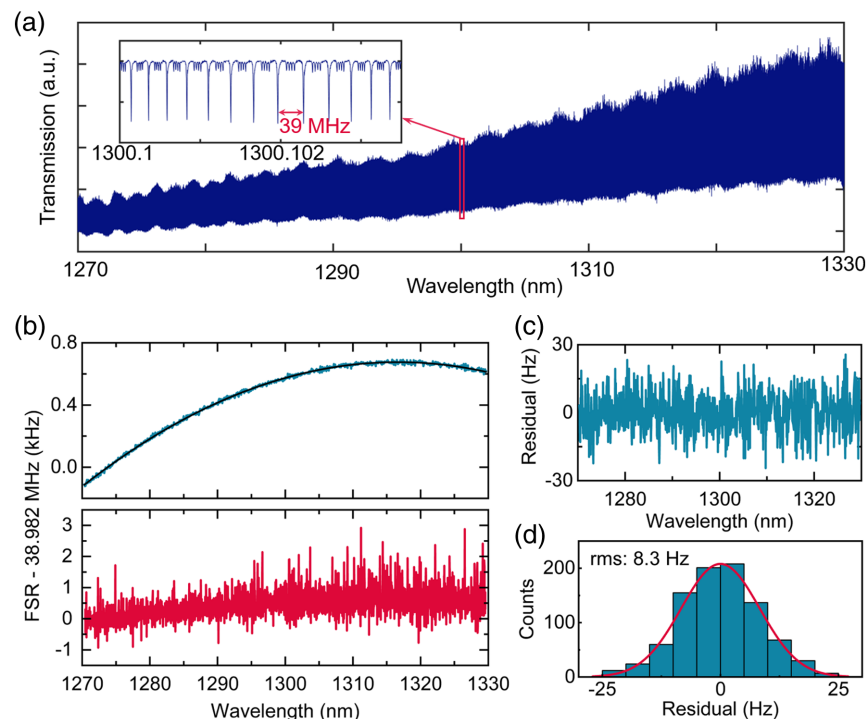 (a)
Transmission (a.u.)
39 MHz
1300.1 1300.102
1270 1290 1310 1330
Wavelength (nm)
(b)
FSR - 38.982 MHz (kHz)
0.8
0.4
0.0
3
2
1
0
-1
1270 1280 1290 1300 1310 1320 1330
Wavelength (nm)
(c)
Residual (Hz)
30
0
-30
1280 1300 1320
Wavelength (nm)
(d)
rms: 8.3 Hz
Counts
200
100
0
-25 0 25
Residual (Hz)